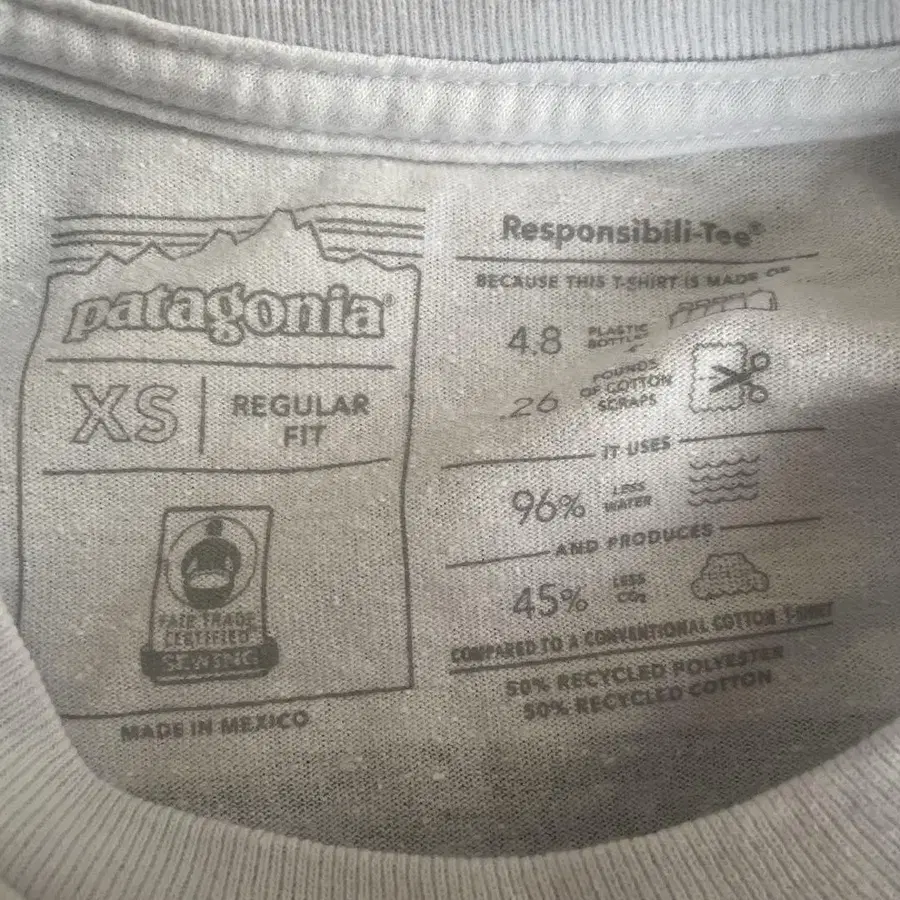 patagonia®
XS
REGULAR
FIT
FAIR TRADE
CERTIFIED
SEWING
MADE IN MEXICO
Responsibili-Tee®
BECAUSE THIS T-SHIRT IS MADE OF
4.8 PLASTIC
BOTTLES
.26 POUNDS
OF COTTON
SCRAPS
IT USES
96% LESS
WATER
AND PRODUCES
45% LESS
CO₂
COMPARED TO A CONVENTIONAL COTTON T-SHIRT
50% RECYCLED POLYESTER
50% RECYCLED COTTON